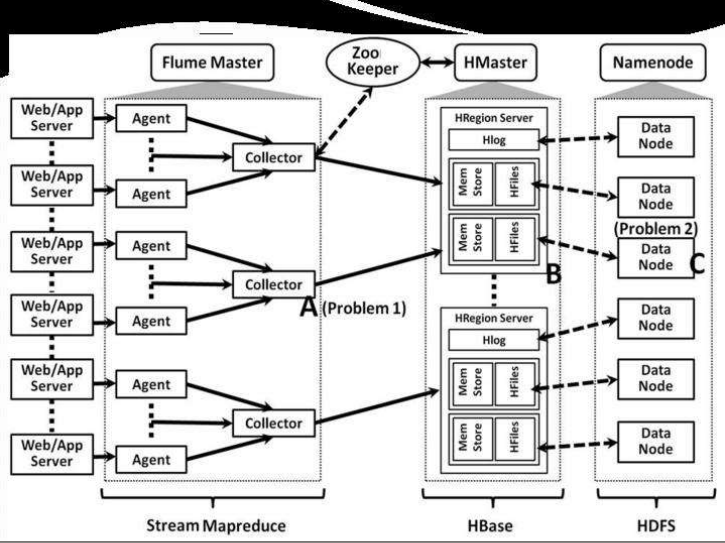 Flume Master
Zoo
Keeper
HMaster
Namenode
Web/App
Server
Web/App
Server
Web/App
Server
Web/App
Server
Web/App
Server
Web/App
Server
Agent
Agent
Agent
Agent
Agent
Agent
Collector
Collector
Collector
A (Problem 1)
HRegion Server
Hlog
Mem
Store
HFiles
Mem
Store
HFiles
B
HRegion Server
Hlog
Mem
Store
HFiles
Mem
Store
HFiles
Data
Node
Data
Node
(Problem 2)
Data
Node
C
Data
Node
Data
Node
Data
Node
Stream Mapreduce
HBase
HDFS